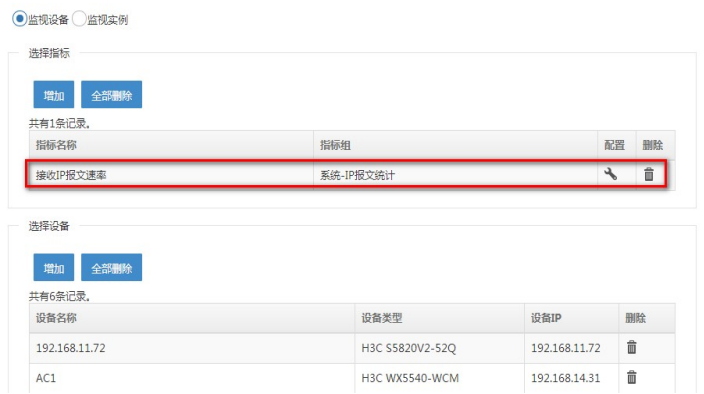 监视设备 监视实例
选择指标
增加 全部删除
共有1条记录。
指标名称 指标组 配置 删除
接收IP报文速率 系统-IP报文统计
选择设备
增加 全部删除
共有6条记录。
设备名称 设备类型 设备IP 删除
192.168.11.72 H3C S5820V2-52Q 192.168.11.72
AC1 H3C WX5540-WCM 192.168.14.31